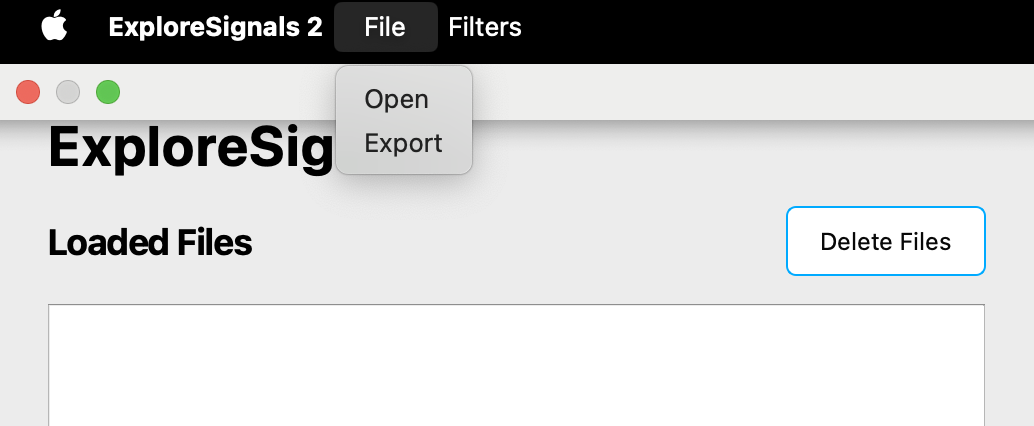 ExploreSignals 2 File Filters
Open
Export
ExploreSig
Loaded Files
Delete Files